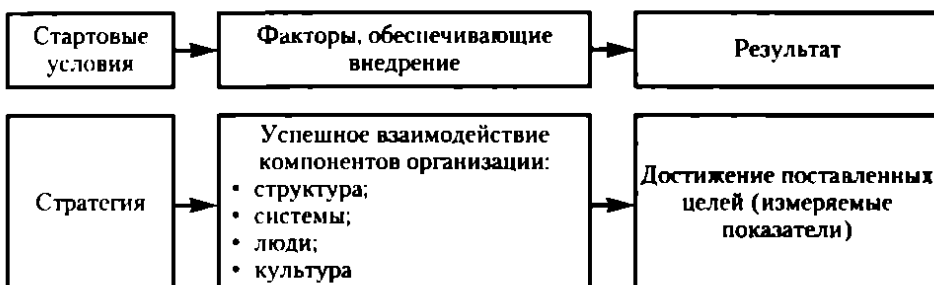 Стартовые
условия
Факторы, обеспечивающие
внедрение
Результат
Стратегия
Успешное взаимодействие
компонентов организации:
• структура;
• системы;
• люди;
• культура
Достижение поставленных
целей (измеряемые
показатели)